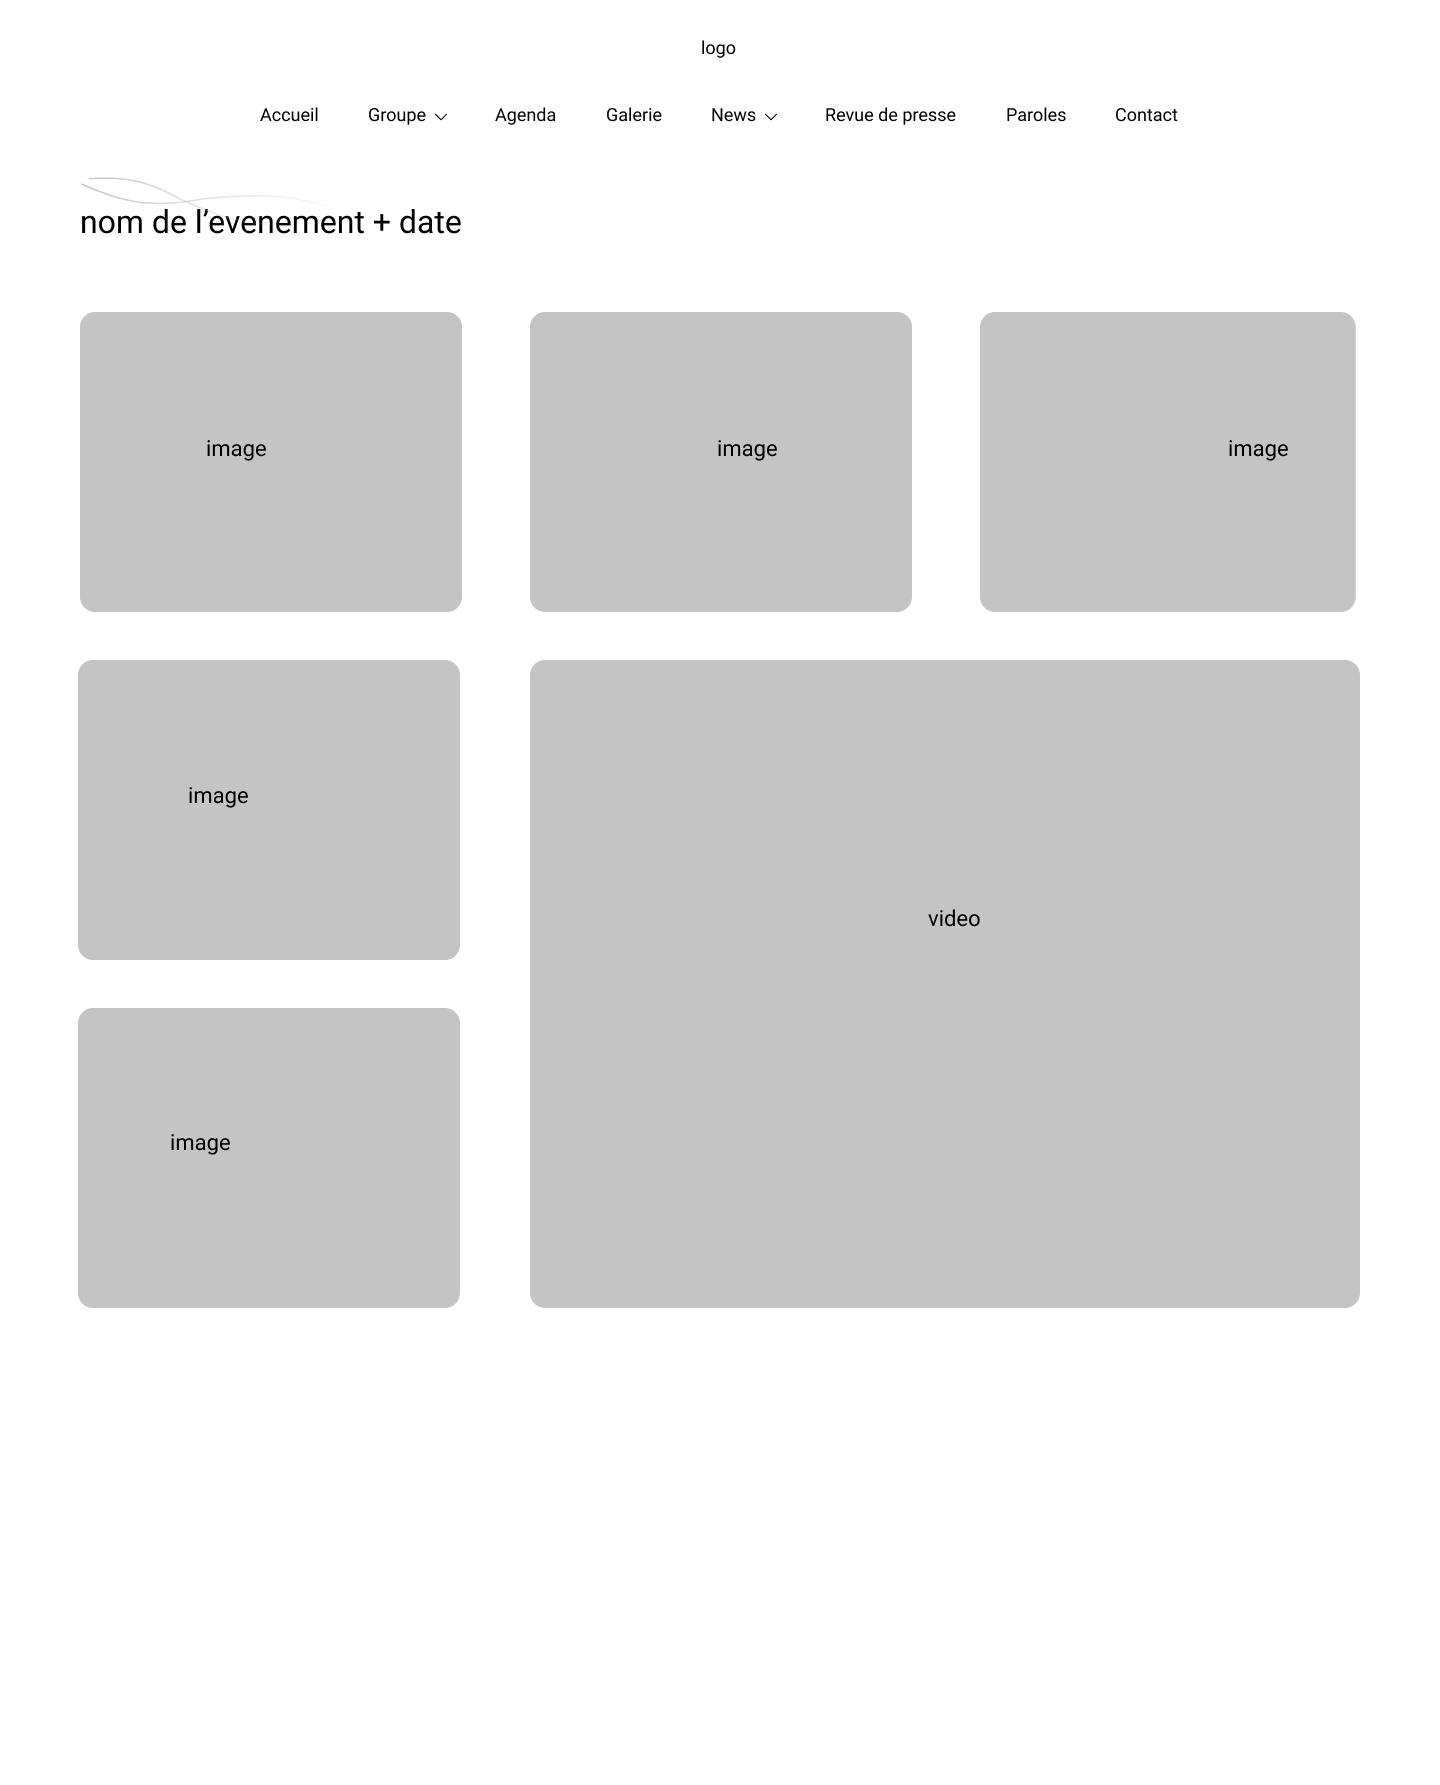 logo
Accueil Groupe Agenda Galerie News Revue de presse Paroles Contact
nom de l’evenement + date
image image image
image
video
image